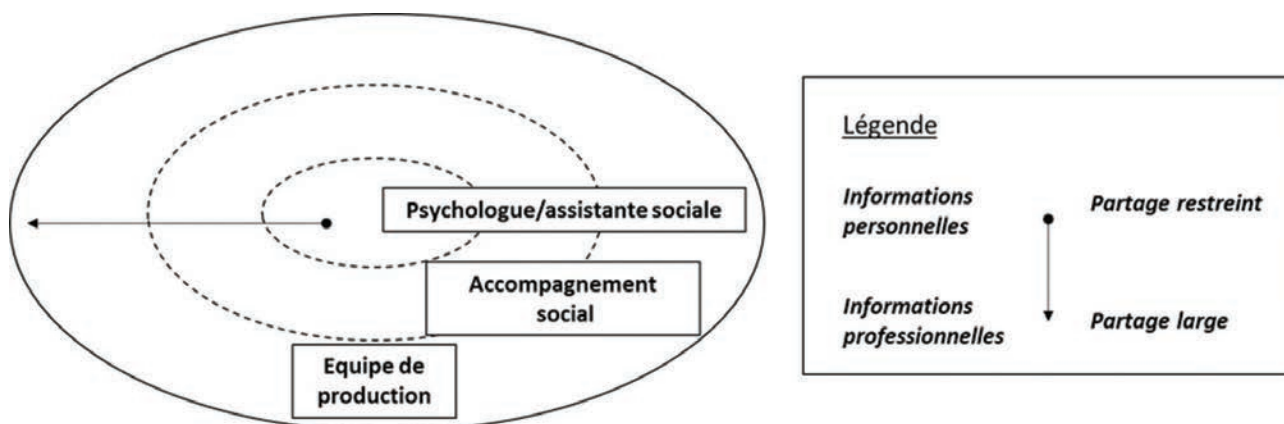 Psychologue/assistante sociale
Accompagnement
social
Equipe de
production
Légende
Informations
personnelles
Partage restreint
Informations
professionnelles
Partage large